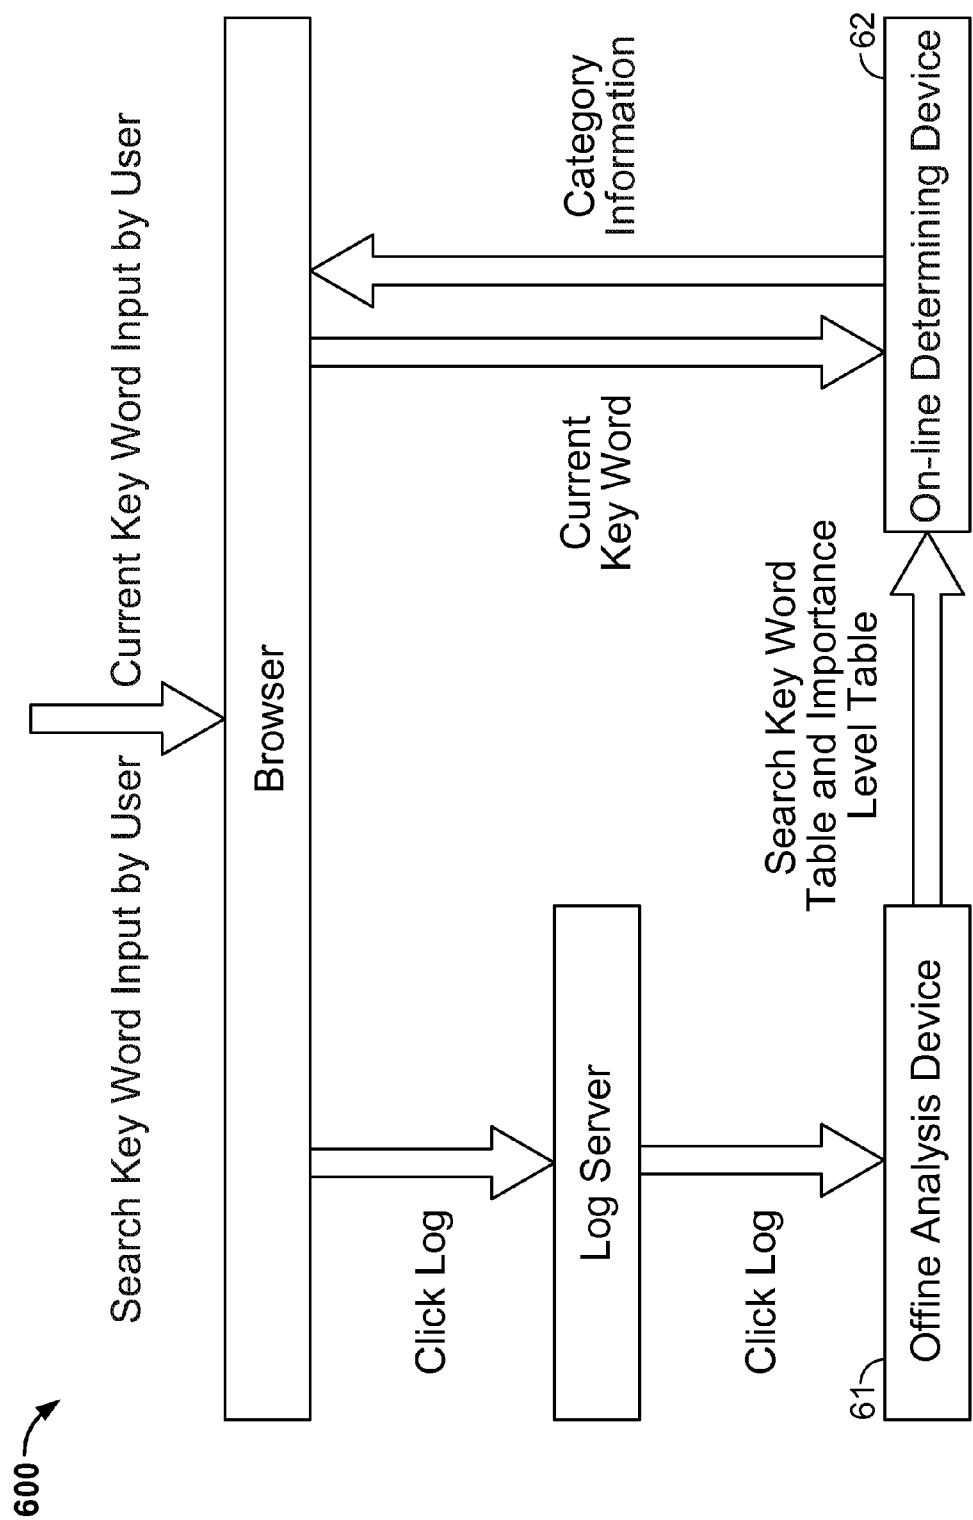 600
Search Key Word Input by User
Current Key Word Input by User
Browser
Click Log
Current
Key Word
Category
Information
Log Server
Click Log
Search Key Word
Table and Importance
Level Table
61
Offine Analysis Device
62
On-line Determining Device